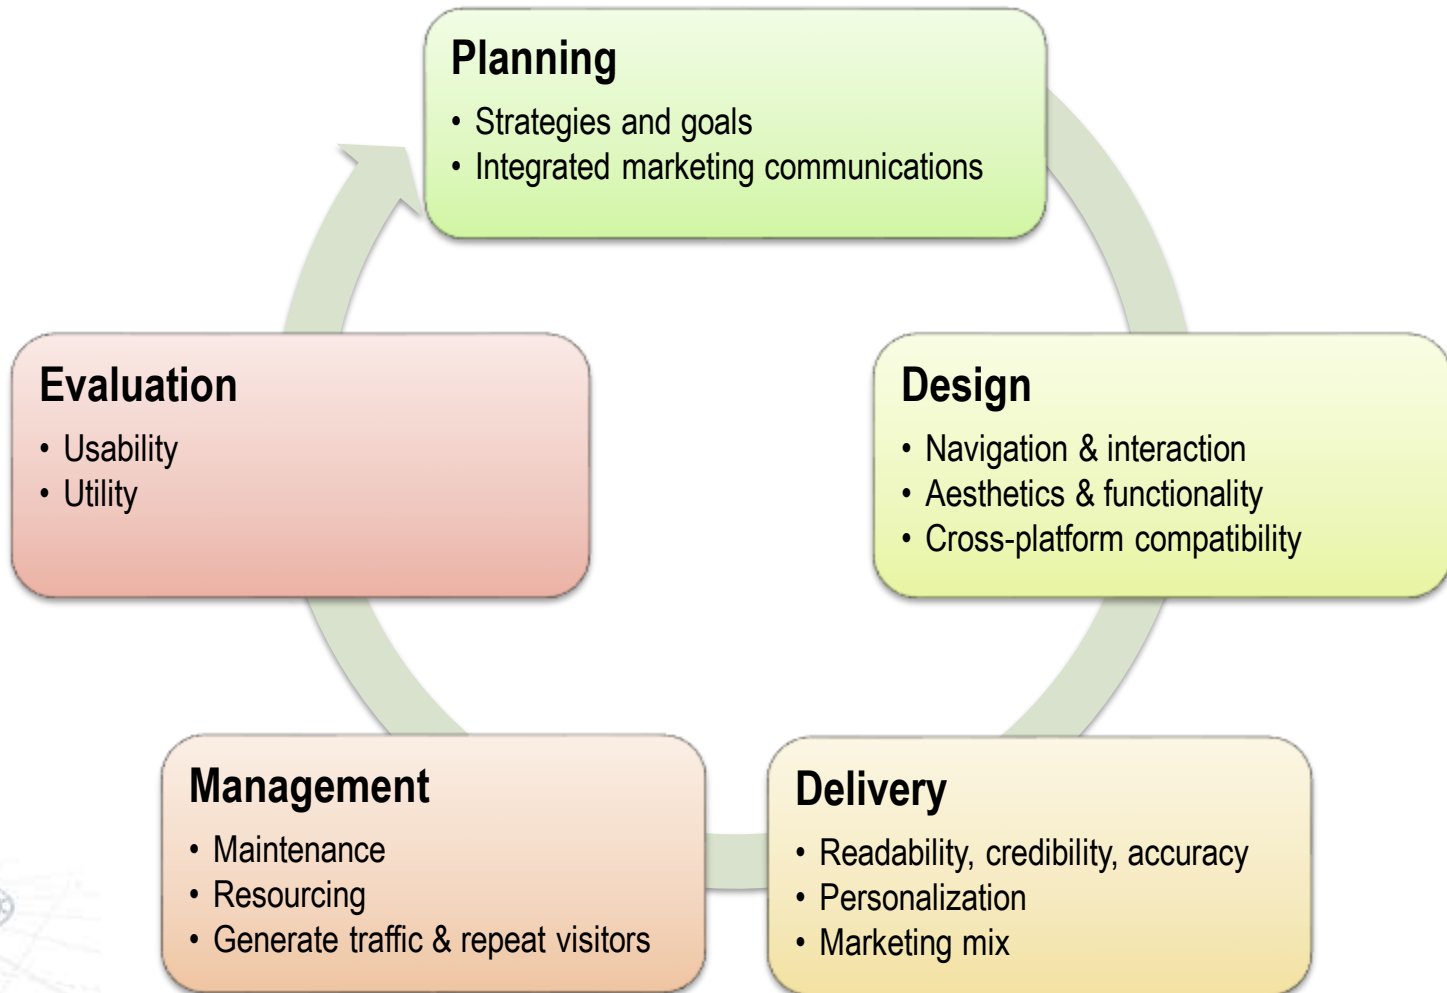 Planning
• Strategies and goals
• Integrated marketing communications
Design
• Navigation & interaction
• Aesthetics & functionality
• Cross-platform compatibility
Delivery
• Readability, credibility, accuracy
• Personalization
• Marketing mix
Management
• Maintenance
• Resourcing
• Generate traffic & repeat visitors
Evaluation
• Usability
• Utility